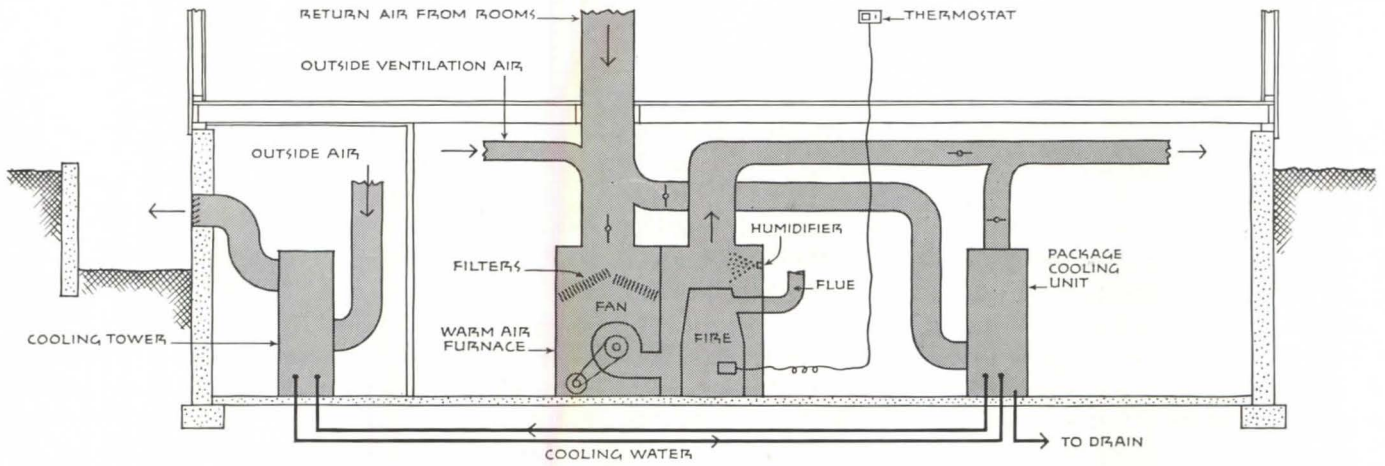 RETURN AIR FROM ROOMS
THERMOSTAT
OUTSIDE VENTILATION AIR
OUTSIDE AIR
HUMIDIFIER
FILTERS
FLUE
PACKAGE
COOLING
UNIT
FAN
COOLING TOWER
WARM AIR
FURNACE
FIRE
TO DRAIN
COOLING WATER